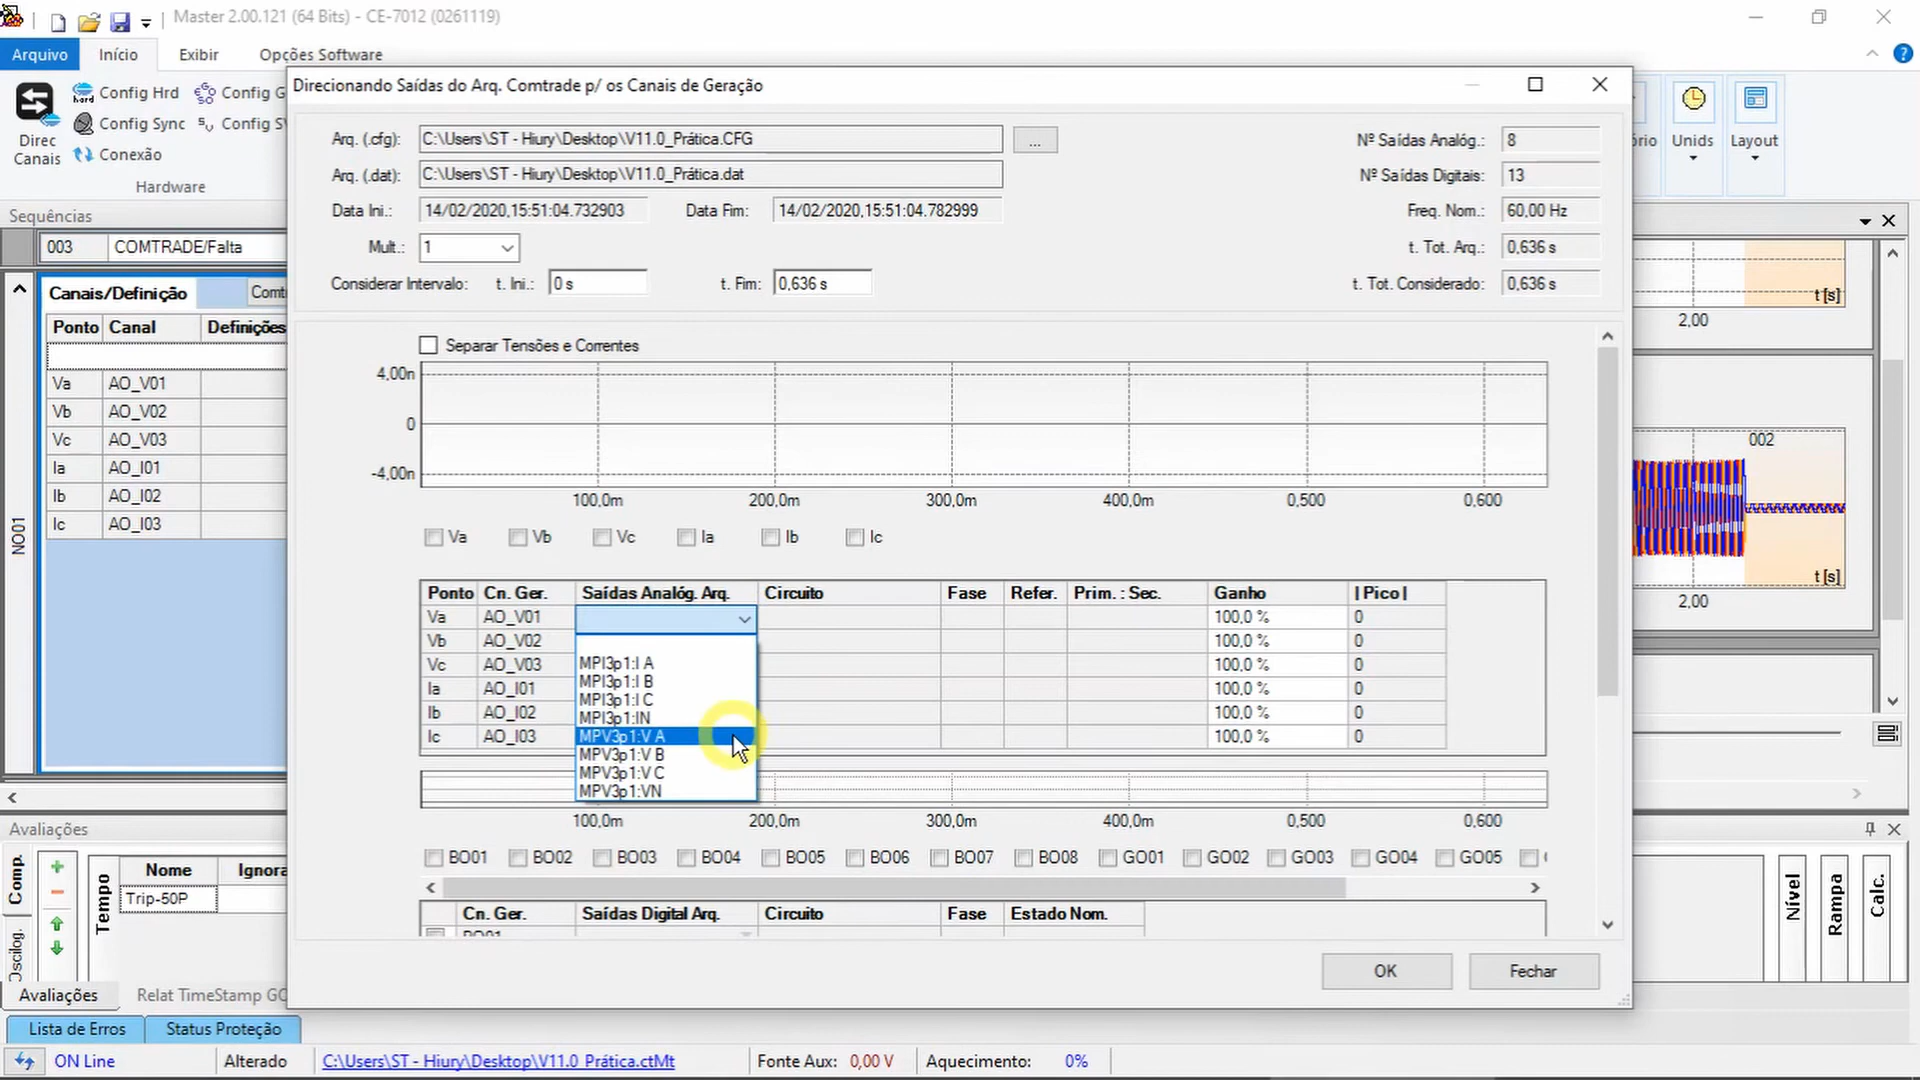 Master 2.00.121 (64 Bits) - CE-7012 (0261119)
Arquivo Início Exibir Opções Software
Direc Canais
Config Hrd
Config Sync
Conexão
Hardware
Unids Layout
Sequências
003 COMTRADE/Falta
Canais/Definição
Ponto Canal Definições
Va AO_V01
Vb AO_V02
Vc AO_V03
Ia AO_I01
Ib AO_I02
Ic AO_I03
NO01
Direcionando Saídas do Arq. Comtrade p/ os Canais de Geração
Arq. (.cfg): C:\Users\ST - Hiury\Desktop\V11.0_Prática.CFG ...
Arq. (.dat): C:\Users\ST - Hiury\Desktop\V11.0_Prática.dat
Data Ini.: 14/02/2020,15:51:04.732903 Data Fim: 14/02/2020,15:51:04.782999
Mult.: 1
Considerar Intervalo: t. Ini.: 0 s t. Fim: 0,636 s
Nº Saídas Analóg.: 8
Nº Saídas Digitais: 13
Freq. Nom.: 60,00 Hz
t. Tot. Arq.: 0,636 s
t. Tot. Considerado: 0,636 s
Separar Tensões e Correntes
4,00n
0
-4,00n
100,0m 200,0m 300,0m 400,0m 0,500 0,600
Va Vb Vc Ia Ib Ic
Ponto Cn. Ger. Saídas Analóg. Arq. Circuito Fase Refer. Prim. : Sec. Ganho | Pico |
Va AO_V01 100,0 % 0
Vb AO_V02 100,0 % 0
Vc AO_V03 100,0 % 0
Ia AO_I01 100,0 % 0
Ib AO_I02 100,0 % 0
Ic AO_I03 100,0 % 0
MPI3p1:I A
MPI3p1:I B
MPI3p1:I C
MPI3p1:IN
MPV3p1:V A
MPV3p1:V B
MPV3p1:V C
MPV3p1:VN
100,0m 200,0m 300,0m 400,0m 0,500 0,600
BO01 BO02 BO03 BO04 BO05 BO06 BO07 BO08 GO01 GO02 GO03 GO04 GO05
Cn. Ger. Saídas Digital Arq. Circuito Fase Estado Nom.
OK Fechar
t [s]
2,00
002
t [s]
2,00
Avaliações
Comp.
Oscilog.
Tempo
Nome
Trip-50P
Nível
Rampa
Calc.
Avaliações
Lista de Erros Status Proteção
ON Line Alterado C:\Users\ST - Hiury\Desktop\V11.0_Prática.ctMt Fonte Aux: 0,00 V Aquecimento: 0%